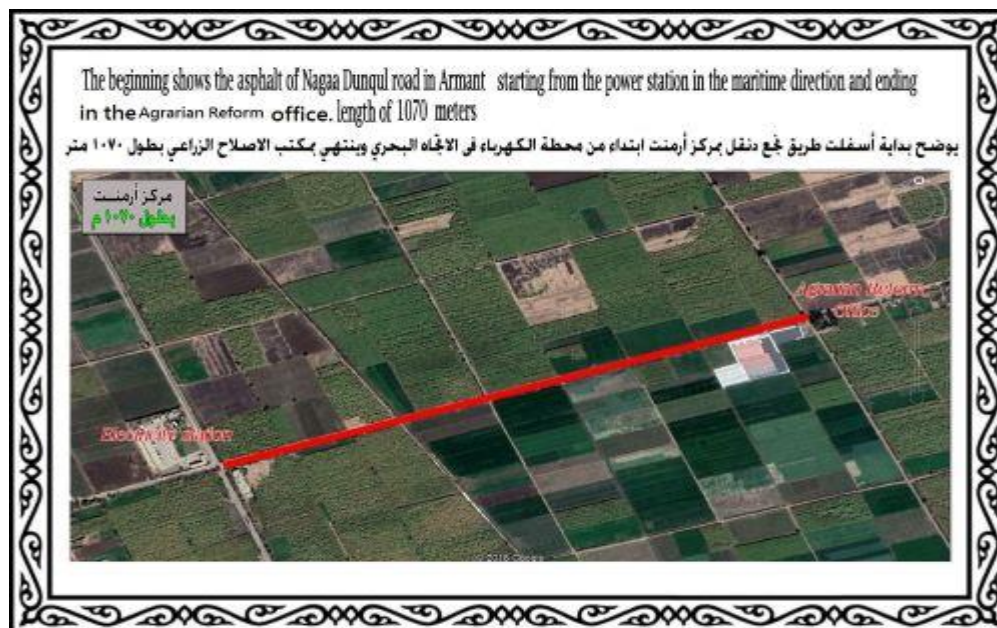 The beginning shows the asphalt of Nagaa Dunqul road in Armant starting from the power station in the maritime direction and ending
in the Agrarian Reform office. length of 1070 meters
يوضح بداية أسفلت طريق نجع دنقل بمركز أرمنت ابتداء من محطة الكهرباء فى الاتجاه البحري وينتهي بمكتب الاصلاح الزراعي بطول ١٠٧٠ متر
مركز أرمنت
بطول ١٠٧٠ م
Agrarian Reform
Office
station